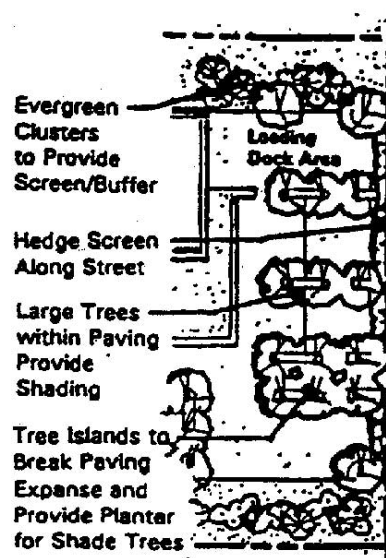 Evergreen
Clusters
to Provide
Screen/Buffer
Loading
Dock Area
Hedge Screen
Along Street
Large Trees
within Paving
Provide
Shading
Tree Islands to
Break Paving
Expanse and
Provide Planter
for Shade Trees